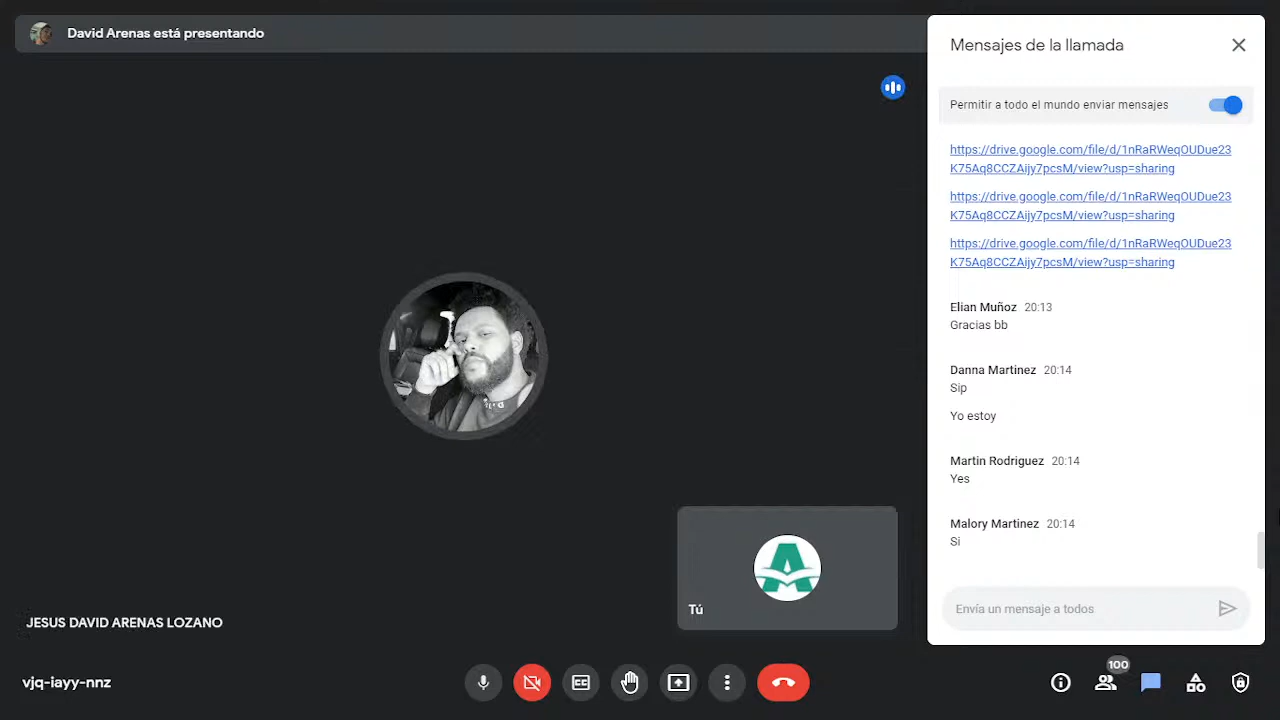 David Arenas está presentando
Mensajes de la llamada
Permitir a todo el mundo enviar mensajes
https://drive.google.com/file/d/1nRaRWeqOUDue23
K75Aq8CCZAijy7pcsM/view?usp=sharing
https://drive.google.com/file/d/1nRaRWeqOUDue23
K75Aq8CCZAijy7pcsM/view?usp=sharing
https://drive.google.com/file/d/1nRaRWeqOUDue23
K75Aq8CCZAijy7pcsM/view?usp=sharing
Elian Muñoz 20:13
Gracias bb
Danna Martinez 20:14
Sip
Yo estoy
Martin Rodriguez 20:14
Yes
Malory Martinez 20:14
Si
Envía un mensaje a todos
Tú
JESUS DAVID ARENAS LOZANO
vjq-iayy-nnz
CC
100